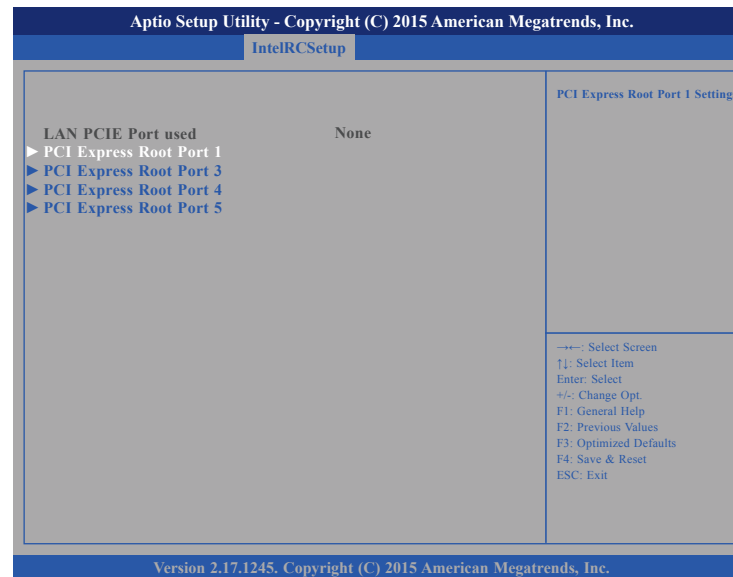 Aptio Setup Utility - Copyright (C) 2015 American Megatrends, Inc.
IntelRCSetup
LAN PCIE Port used None
► PCI Express Root Port 1
► PCI Express Root Port 3
► PCI Express Root Port 4
► PCI Express Root Port 5
PCI Express Root Port 1 Setting
→←: Select Screen
↑↓: Select Item
Enter: Select
+/-: Change Opt.
F1: General Help
F2: Previous Values
F3: Optimized Defaults
F4: Save & Reset
ESC: Exit
Version 2.17.1245. Copyright (C) 2015 American Megatrends, Inc.